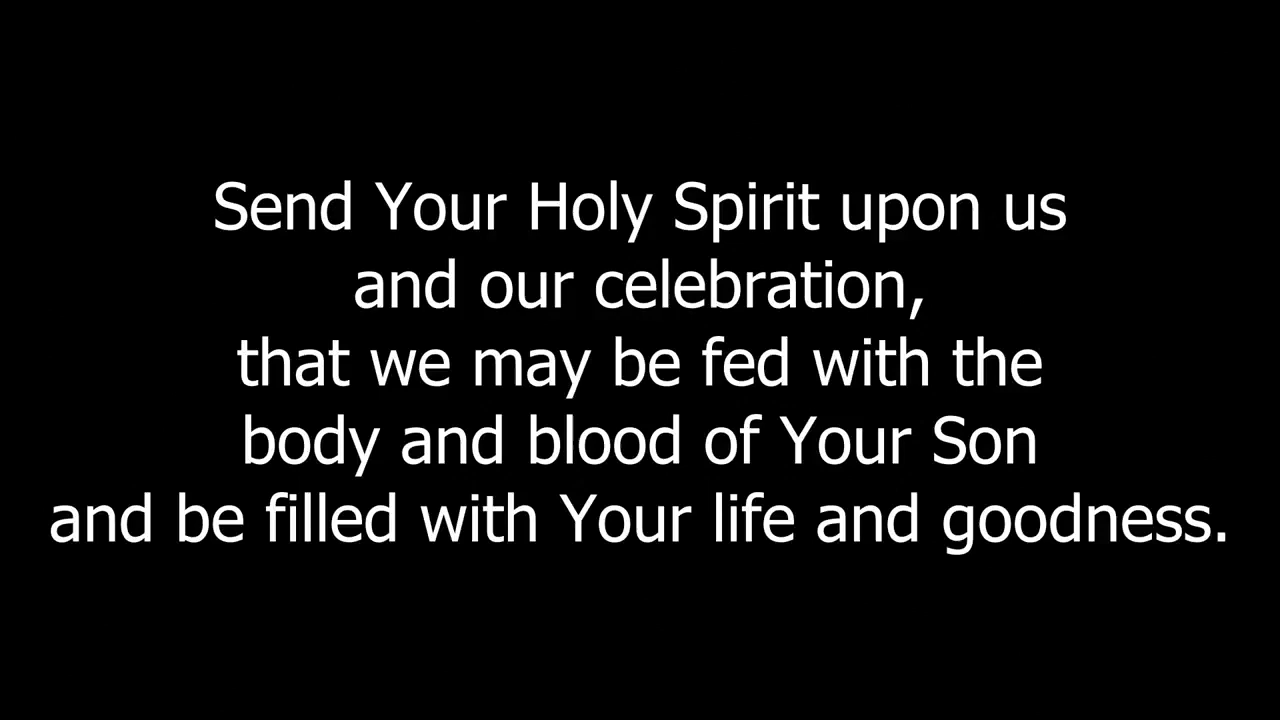 Send Your Holy Spirit upon us
and our celebration,
that we may be fed with the
body and blood of Your Son
and be filled with Your life and goodness.